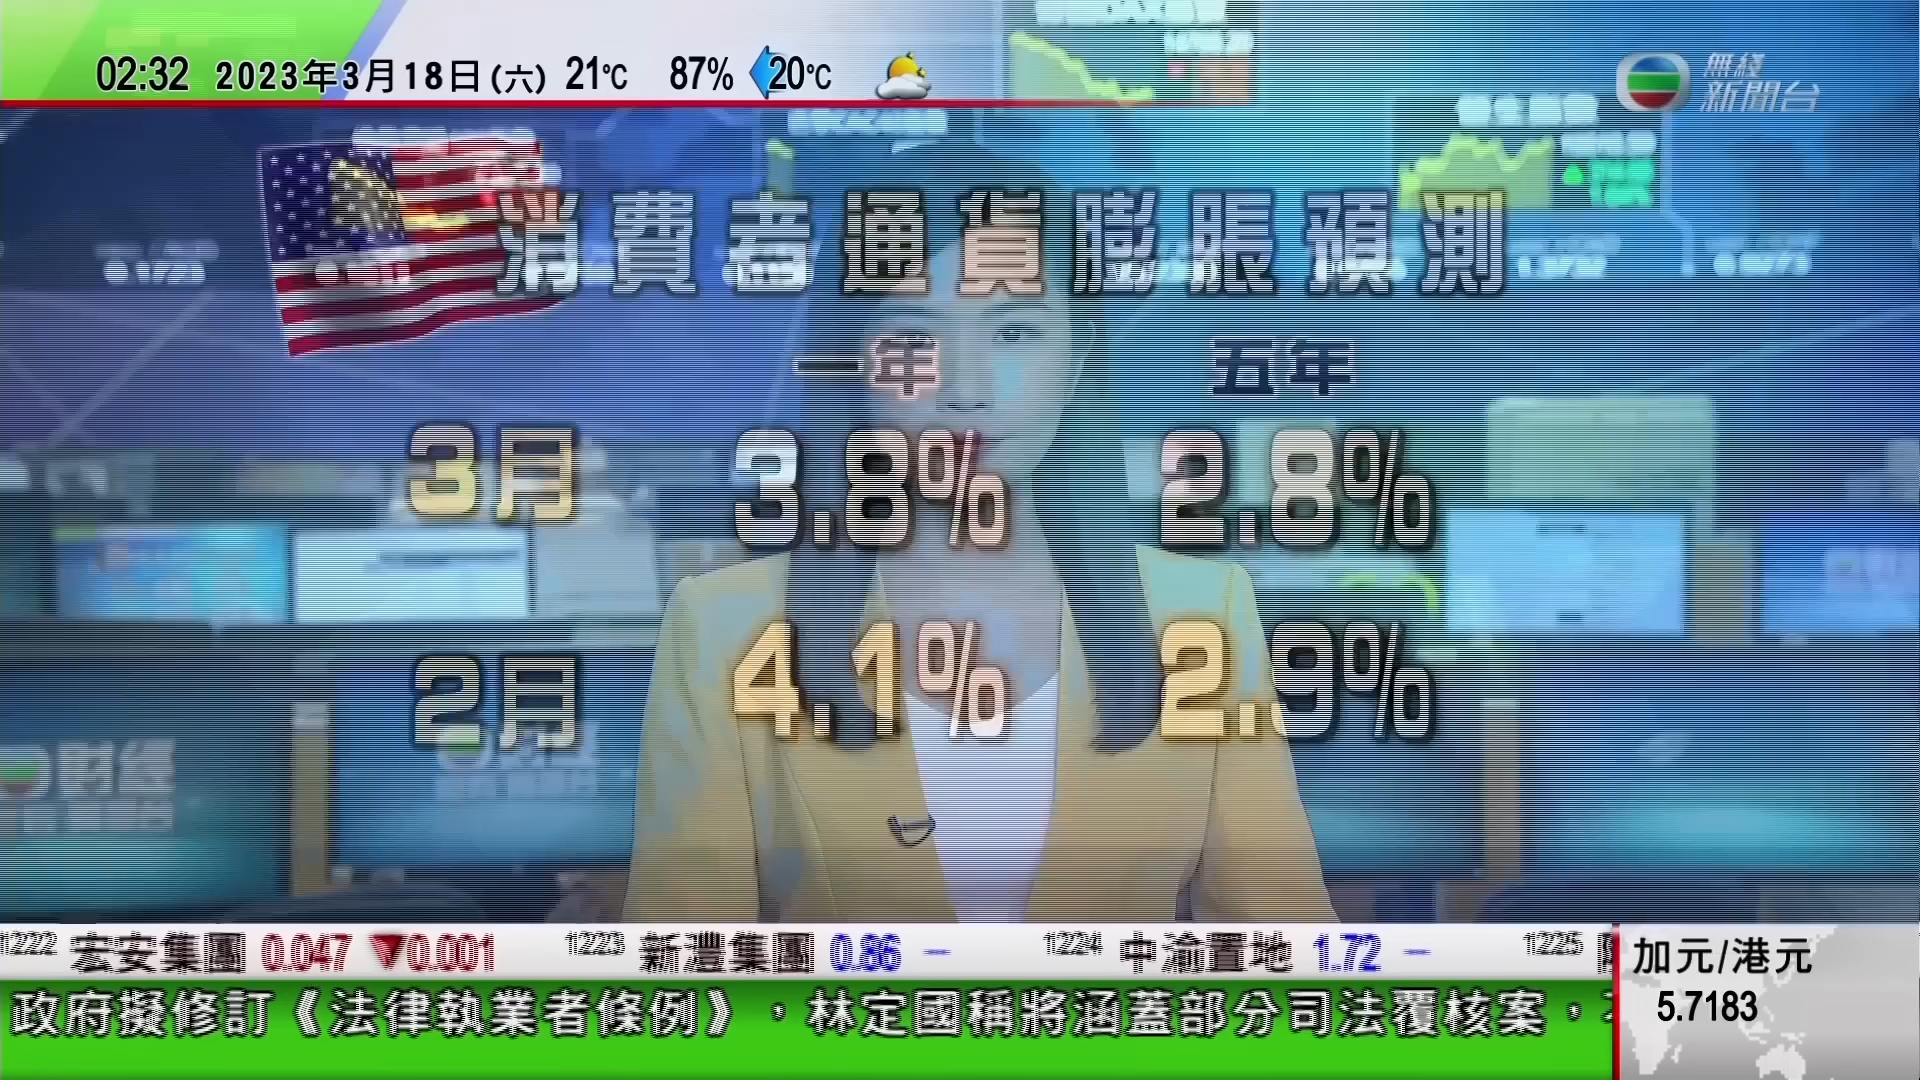 02:32 2023年3月18日(六) 21°C 87% 20°C
無綫
新聞台
消費者通貨膨脹預測
一年 五年
3月 3.8% 2.8%
2月 4.1% 2.9%
財經
1222 宏安集團 0.047 ▼0.001 1223 新灃集團 0.86 – 1224 中渝置地 1.72 – 1225
加元/港元
5.7183
政府擬修訂《法律執業者條例》，林定國稱將涵蓋部分司法覆核案，